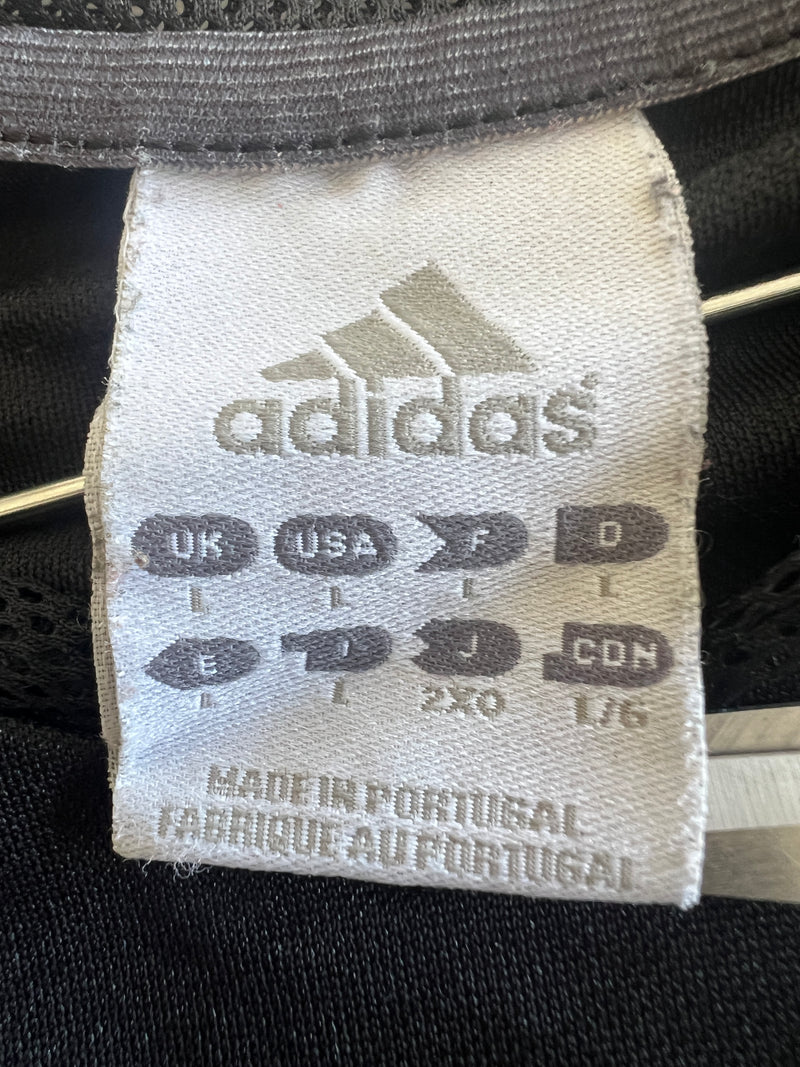 adidas
UK USA F D
L L L L
E I J CDN
L L 2XO L/G
MADE IN PORTUGAL
FABRIQUE AU PORTUGAL